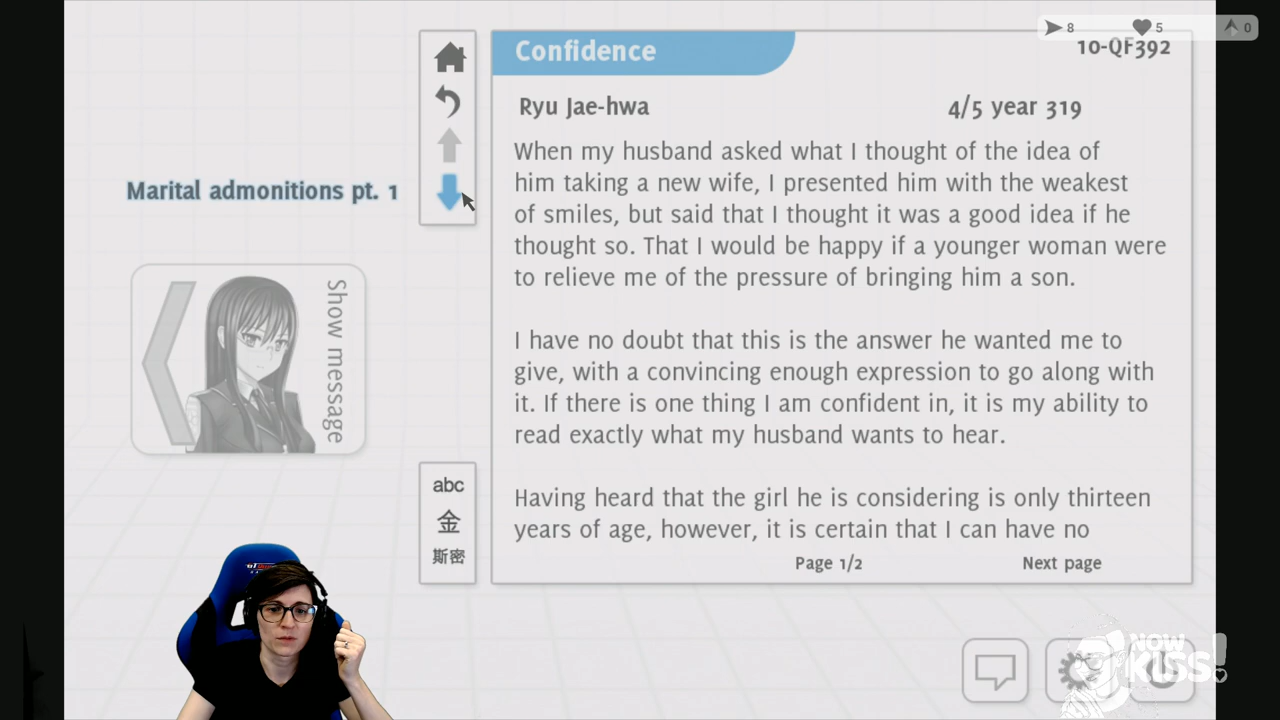 8
5
0
Confidence
10-QF392
Ryu Jae-hwa
4/5 year 319
When my husband asked what I thought of the idea of
him taking a new wife, I presented him with the weakest
of smiles, but said that I thought it was a good idea if he
thought so. That I would be happy if a younger woman were
to relieve me of the pressure of bringing him a son.
I have no doubt that this is the answer he wanted me to
give, with a convincing enough expression to go along with
it. If there is one thing I am confident in, it is my ability to
read exactly what my husband wants to hear.
Having heard that the girl he is considering is only thirteen
years of age, however, it is certain that I can have no
Page 1/2
Next page
Marital admonitions pt. 1
Show message
abc
金
斯密
NOW
KISS!